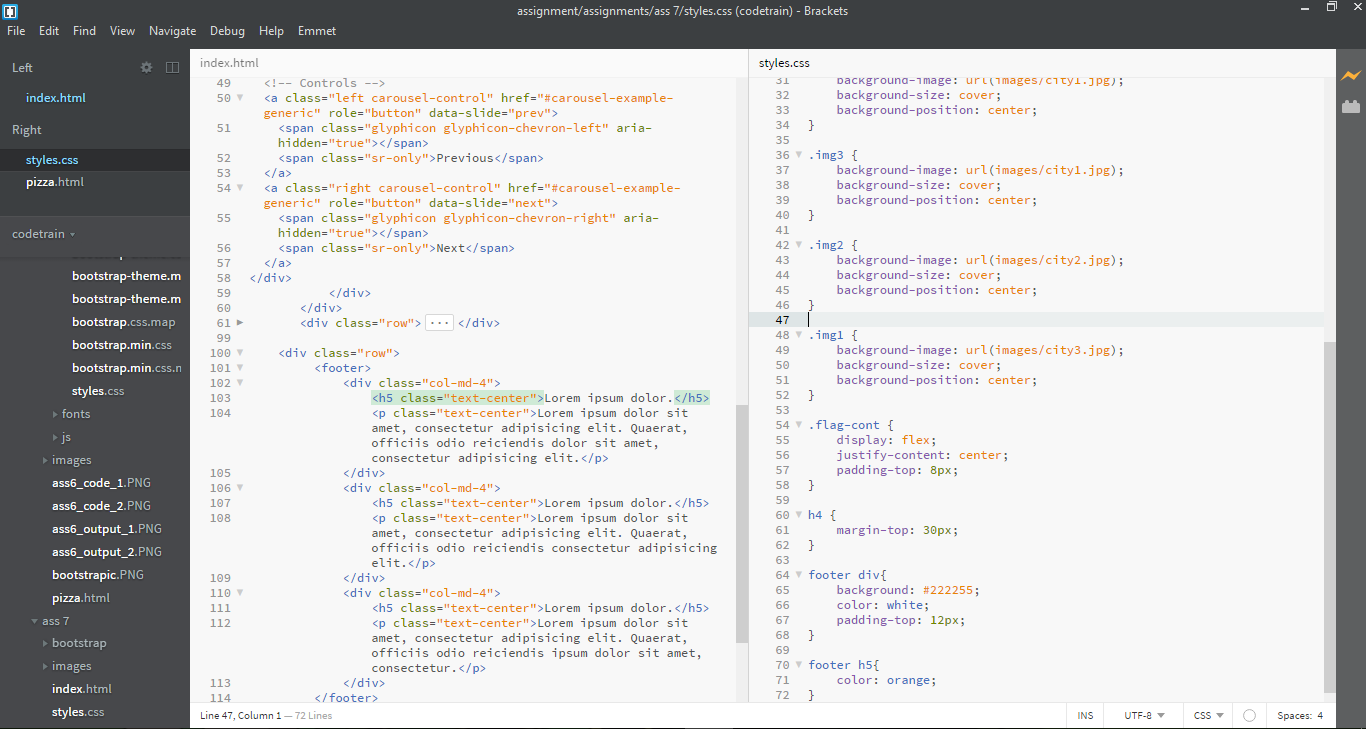 assignment/assignments/ass 7/styles.css (codetrain) - Brackets
File Edit Find View Navigate Debug Help Emmet
Left
index.html
Right
styles.css
pizza.html
codetrain
bootstrap-theme.m
bootstrap-theme.m
bootstrap.css.map
bootstrap.min.css
bootstrap.min.css.n
styles.css
fonts
js
images
ass6_code_1.PNG
ass6_code_2.PNG
ass6_output_1.PNG
ass6_output_2.PNG
bootstrapic.PNG
pizza.html
ass 7
bootstrap
images
index.html
styles.css
index.html
49 <!-- Controls -->
50 <a class="left carousel-control" href="#carousel-example-
generic" role="button" data-slide="prev">
51 <span class="glyphicon glyphicon-chevron-left" aria-
hidden="true"></span>
52 <span class="sr-only">Previous</span>
53 </a>
54 <a class="right carousel-control" href="#carousel-example-
generic" role="button" data-slide="next">
55 <span class="glyphicon glyphicon-chevron-right" aria-
hidden="true"></span>
56 <span class="sr-only">Next</span>
57 </a>
58 </div>
59 </div>
60 </div>
61 <div class="row"> ... </div>
99
100 <div class="row">
101 <footer>
102 <div class="col-md-4">
103 <h5 class="text-center">Lorem ipsum dolor.</h5>
104 <p class="text-center">Lorem ipsum dolor sit
amet, consectetur adipisicing elit. Quaerat,
officiis odio reiciendis dolor sit amet,
consectetur adipisicing elit.</p>
105 </div>
106 <div class="col-md-4">
107 <h5 class="text-center">Lorem ipsum dolor.</h5>
108 <p class="text-center">Lorem ipsum dolor sit
amet, consectetur adipisicing elit. Quaerat,
officiis odio reiciendis consectetur adipisicing
elit.</p>
109 </div>
110 <div class="col-md-4">
111 <h5 class="text-center">Lorem ipsum dolor.</h5>
112 <p class="text-center">Lorem ipsum dolor sit
amet, consectetur adipisicing elit. Quaerat,
officiis odio reiciendis ipsum dolor sit amet,
consectetur.</p>
113 </div>
114 </footer>
styles.css
31 background-image: url(images/city1.jpg);
32 background-size: cover;
33 background-position: center;
34 }
35
36 .img3 {
37 background-image: url(images/city1.jpg);
38 background-size: cover;
39 background-position: center;
40 }
41
42 .img2 {
43 background-image: url(images/city2.jpg);
44 background-size: cover;
45 background-position: center;
46 }
47
48 .img1 {
49 background-image: url(images/city3.jpg);
50 background-size: cover;
51 background-position: center;
52 }
53
54 .flag-cont {
55 display: flex;
56 justify-content: center;
57 padding-top: 8px;
58 }
59
60 h4 {
61 margin-top: 30px;
62 }
63
64 footer div{
65 background: #222255;
66 color: white;
67 padding-top: 12px;
68 }
69
70 footer h5{
71 color: orange;
72 }
Line 47, Column 1 — 72 Lines
INS UTF-8 CSS Spaces: 4